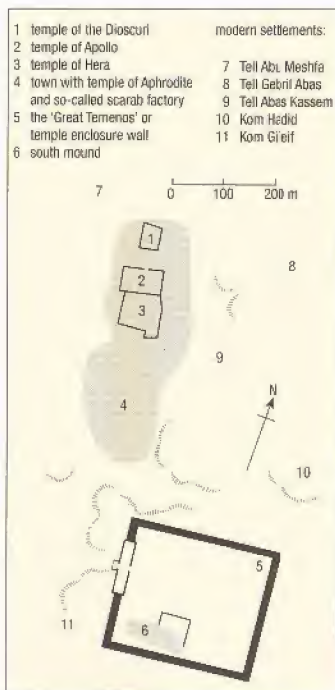 1 temple of the Dioscuri
2 temple of Apollo
3 temple of Hera
4 town with temple of Aphrodite
and so-called scarab factory
5 the 'Great Temenos' or
temple enclosure wall
6 south mound
modern settlements:
7 Tell Abu Meshfa
8 Tell Gebril Abas
9 Tell Abas Kassem
10 Kom Hadid
11 Kom Gi'eif
7
0 100 200 m
1
8
2
3
9
4
N
10
5
6
11